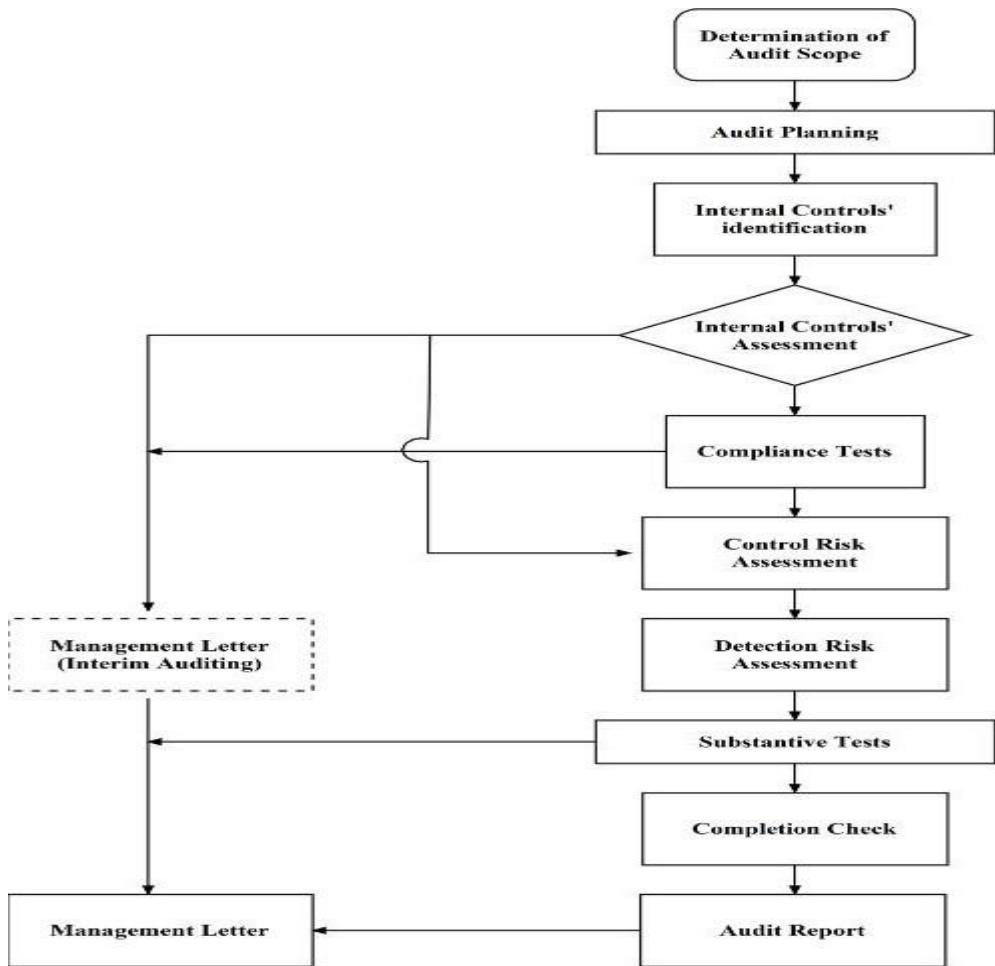 Determination of
Audit Scope
Audit Planning
Internal Controls'
identification
Internal Controls'
Assessment
Compliance Tests
Control Risk
Assessment
Management Letter
(Interim Auditing)
Detection Risk
Assessment
Substantive Tests
Completion Check
Management Letter
Audit Report